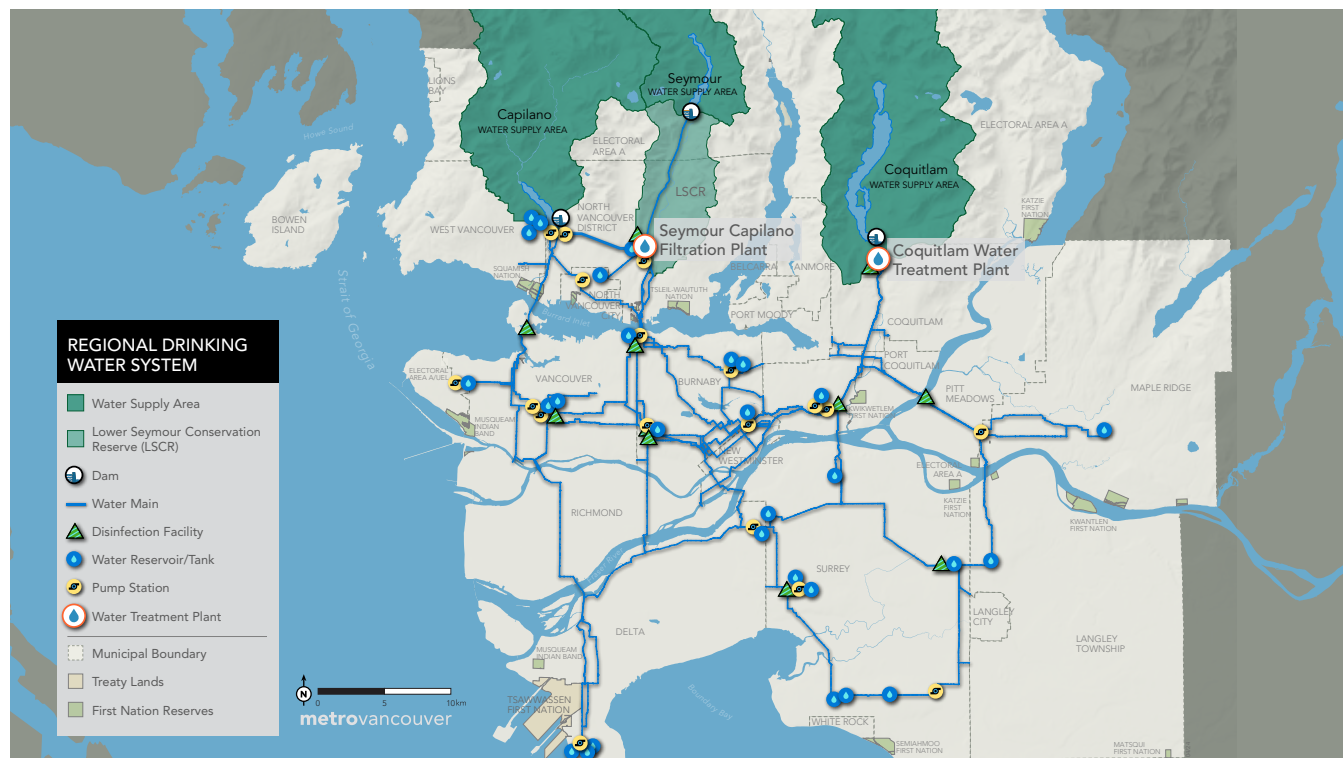 LIONS
BAY
Seymour
WATER SUPPLY AREA
Capilano
WATER SUPPLY AREA
Howe Sound
ELECTORAL
AREA A
ELECTORAL AREA A
Coquitlam
WATER SUPPLY AREA
LSCR
KATZIE
FIRST
NATION
BOWEN
ISLAND
WEST VANCOUVER
NORTH
VANCOUVER
DISTRICT
Seymour Capilano
Filtration Plant
Coquitlam Water
Treatment Plant
SQUAMISH
NATION
BELCARRA
ANMORE
Strait of Georgia
NORTH
VANCOUVER
CITY
TSLEIL-WAUTUTH
NATION
Burrard Inlet
PORT MOODY
COQUITLAM
PORT
COQUITLAM
ELECTORAL
AREA A/UEL
VANCOUVER
BURNABY
PITT
MEADOWS
MAPLE RIDGE
MUSQUEAM
INDIAN
BAND
KWIKWETLEM
FIRST NATION
NEW
WESTMINSTER
ELECTORAL
AREA A
KATZIE
FIRST
NATION
KWANTLEN
FIRST NATION
RICHMOND
Fraser River
SURREY
LANGLEY
CITY
LANGLEY
TOWNSHIP
DELTA
MUSQUEAM
INDIAN BAND
TSAWWASSEN
FIRST NATION
Boundary Bay
WHITE ROCK
SEMIAHMOO
FIRST NATION
MATSQUI
FIRST NATION
REGIONAL DRINKING
WATER SYSTEM
Water Supply Area
Lower Seymour Conservation
Reserve (LSCR)
Dam
Water Main
Disinfection Facility
Water Reservoir/Tank
Pump Station
Water Treatment Plant
Municipal Boundary
Treaty Lands
First Nation Reserves
N
0 5 10km
metrovancouver